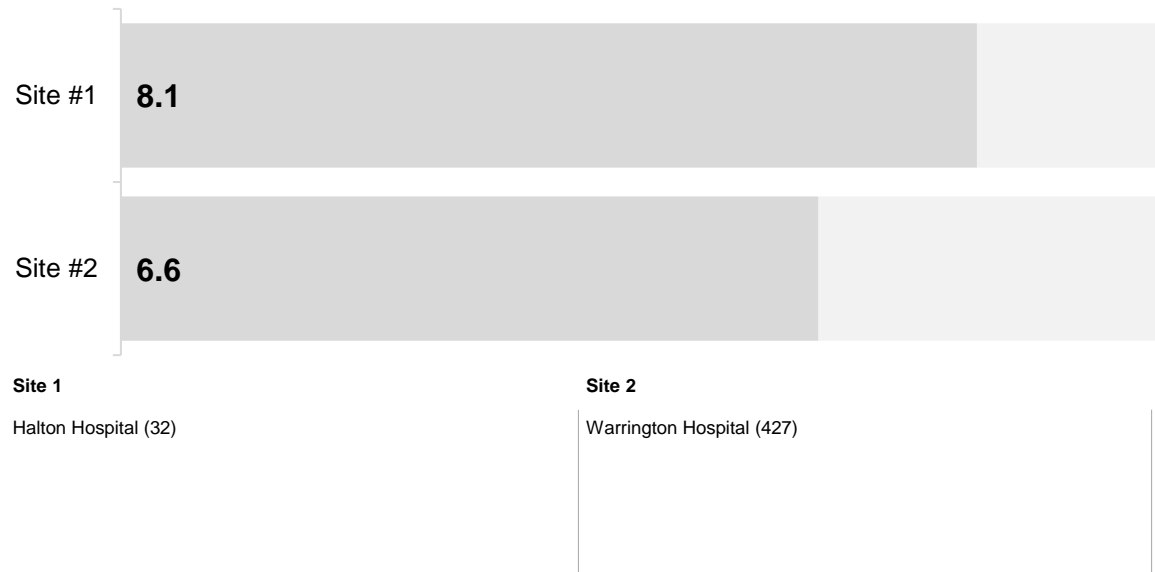 Site #1 8.1
Site #2 6.6
Site 1
Halton Hospital (32)
Site 2
Warrington Hospital (427)